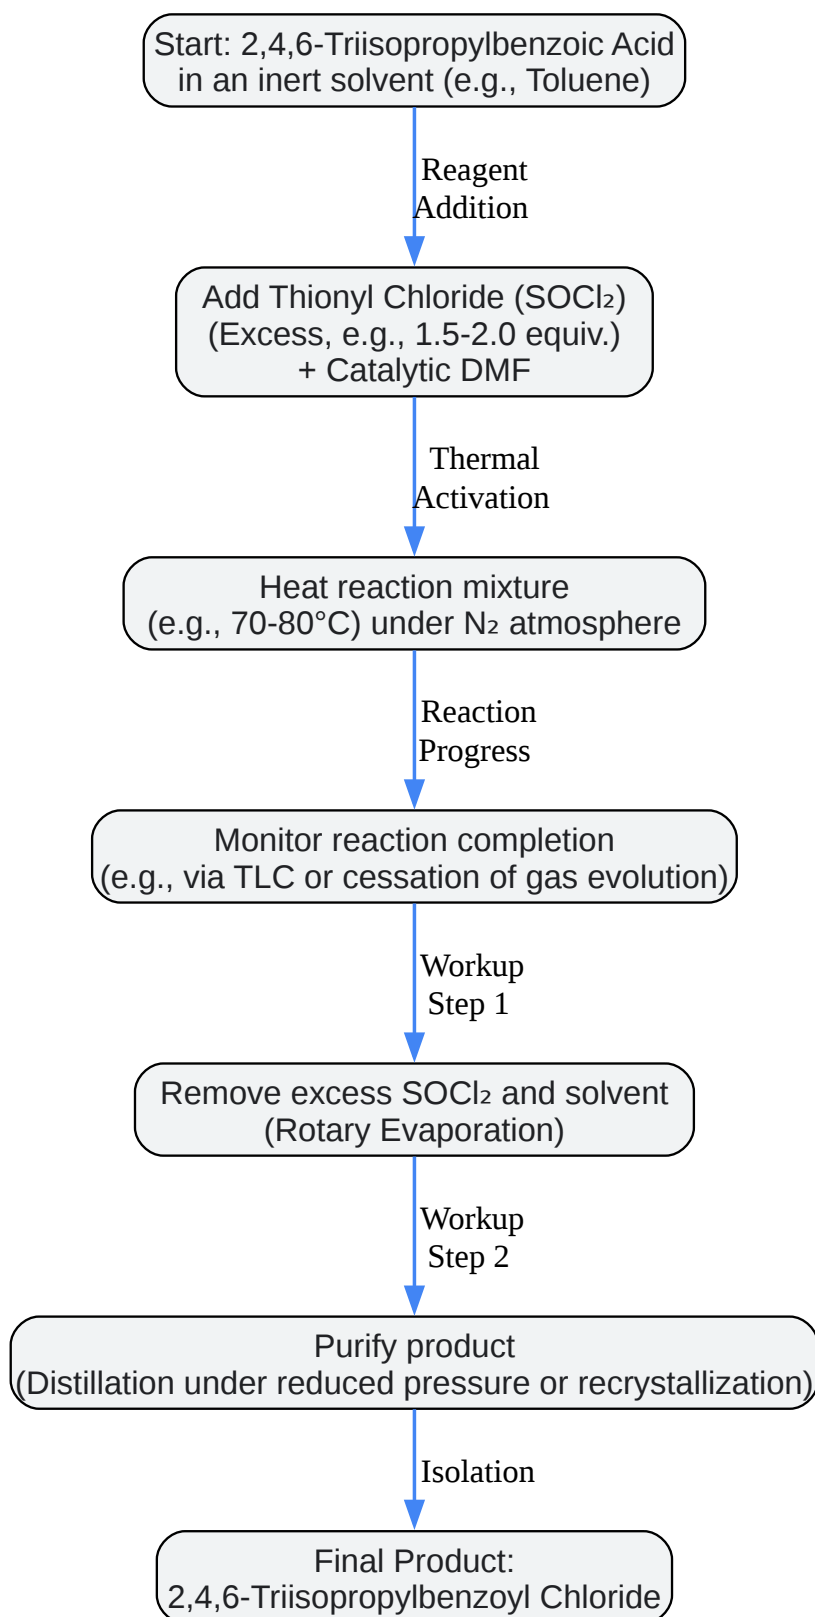 Start: 2,4,6-Triisopropylbenzoic Acid
in an inert solvent (e.g., Toluene)
Reagent
Addition
Add Thionyl Chloride (SOCl₂)
(Excess, e.g., 1.5-2.0 equiv.)
+ Catalytic DMF
Thermal
Activation
Heat reaction mixture
(e.g., 70-80°C) under N₂ atmosphere
Reaction
Progress
Monitor reaction completion
(e.g., via TLC or cessation of gas evolution)
Workup
Step 1
Remove excess SOCl₂ and solvent
(Rotary Evaporation)
Workup
Step 2
Purify product
(Distillation under reduced pressure or recrystallization)
Isolation
Final Product:
2,4,6-Triisopropylbenzoyl Chloride